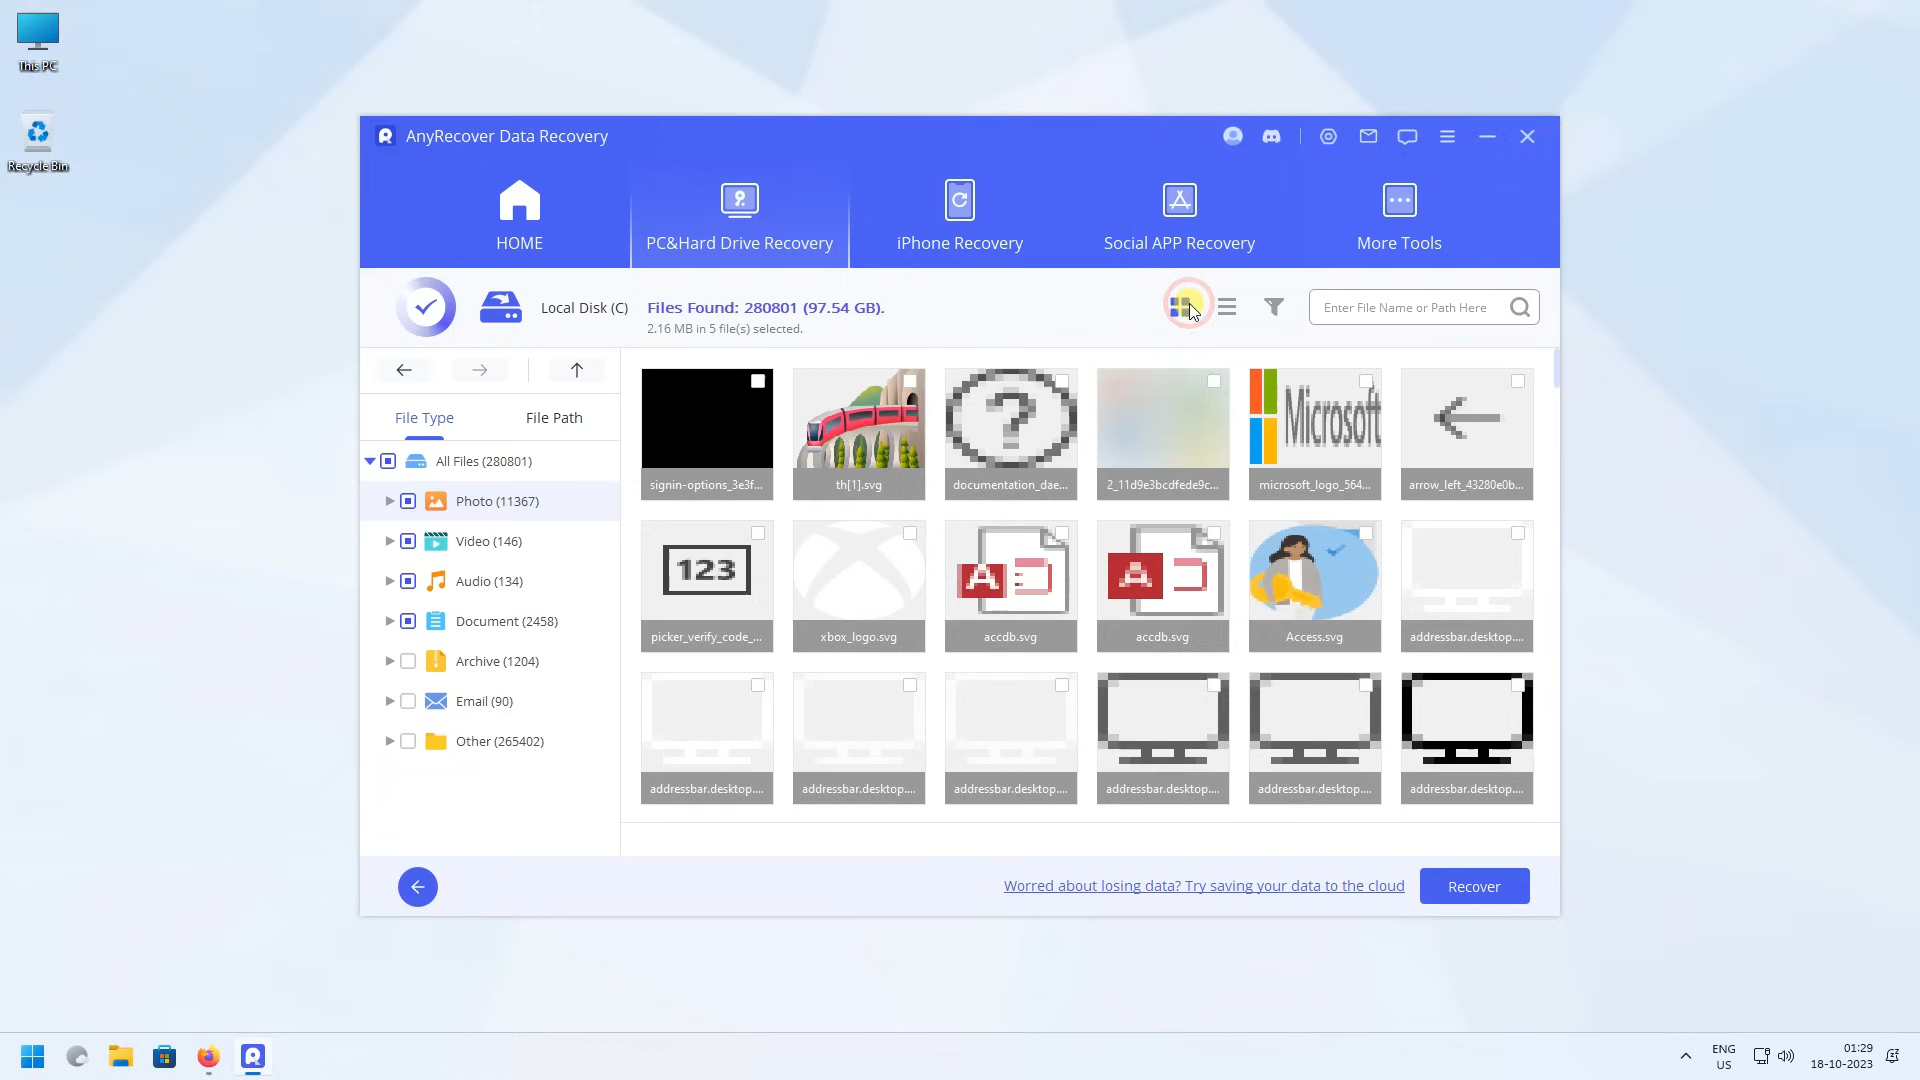 This PC
Recycle Bin
AnyRecover Data Recovery
HOME
PC&Hard Drive Recovery
iPhone Recovery
Social APP Recovery
More Tools
Local Disk (C)
Files Found: 280801 (97.54 GB).
2.16 MB in 5 file(s) selected.
Enter File Name or Path Here
File Type
File Path
All Files (280801)
Photo (11367)
Video (146)
Audio (134)
Document (2458)
Archive (1204)
Email (90)
Other (265402)
Microsoft
signin-options_3e3f...
th[1].svg
documentation_dae...
2_11d9e3bcdfede9c...
microsoft_logo_564...
arrow_left_43280e0b...
123
A
A
picker_verify_code_...
xbox_logo.svg
accdb.svg
accdb.svg
Access.svg
addressbar.desktop....
addressbar.desktop....
addressbar.desktop....
addressbar.desktop....
addressbar.desktop....
addressbar.desktop....
addressbar.desktop....
Worred about losing data? Try saving your data to the cloud
Recover
ENG
US
01:29
18-10-2023